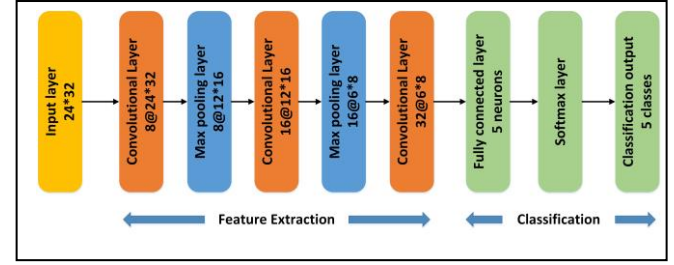 Input layer
24*32
Convolutional Layer
8@24*32
Max pooling layer
8@12*16
Convolutional Layer
16@12*16
Max pooling layer
16@6*8
Convolutional Layer
32@6*8
Fully connected layer
5 neurons
Softmax layer
Classification output
5 classes
Feature Extraction
Classification